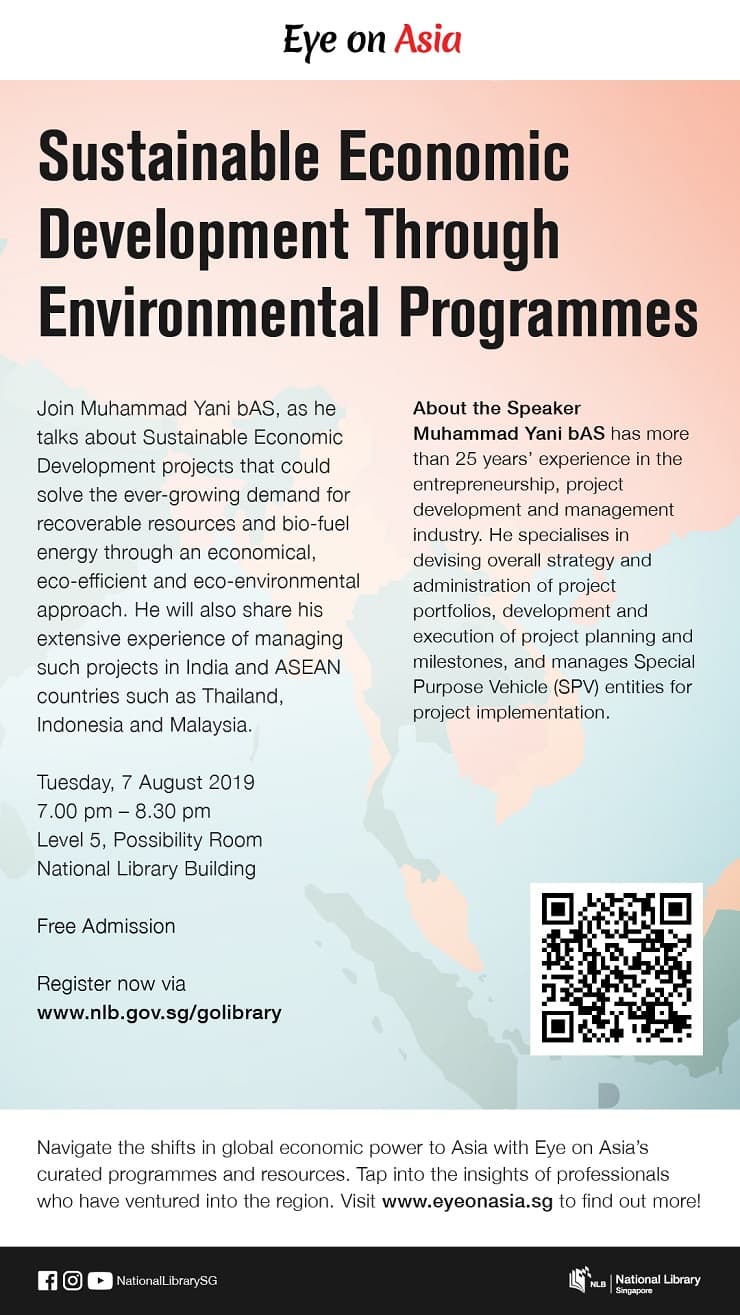 Eye on Asia
Sustainable Economic
Development Through
Environmental Programmes
Join Muhammad Yani bAS, as he
talks about Sustainable Economic
Development projects that could
solve the ever-growing demand for
recoverable resources and bio-fuel
energy through an economical,
eco-efficient and eco-environmental
approach. He will also share his
extensive experience of managing
such projects in India and ASEAN
countries such as Thailand,
Indonesia and Malaysia.
Tuesday, 7 August 2019
7.00 pm – 8.30 pm
Level 5, Possibility Room
National Library Building
Free Admission
Register now via
www.nlb.gov.sg/golibrary
About the Speaker
Muhammad Yani bAS has more
than 25 years’ experience in the
entrepreneurship, project
development and management
industry. He specialises in
devising overall strategy and
administration of project
portfolios, development and
execution of project planning and
milestones, and manages Special
Purpose Vehicle (SPV) entities for
project implementation.
Navigate the shifts in global economic power to Asia with Eye on Asia’s
curated programmes and resources. Tap into the insights of professionals
who have ventured into the region. Visit www.eyeonasia.sg to find out more!
NationalLibrarySG
NLB National Library
Singapore